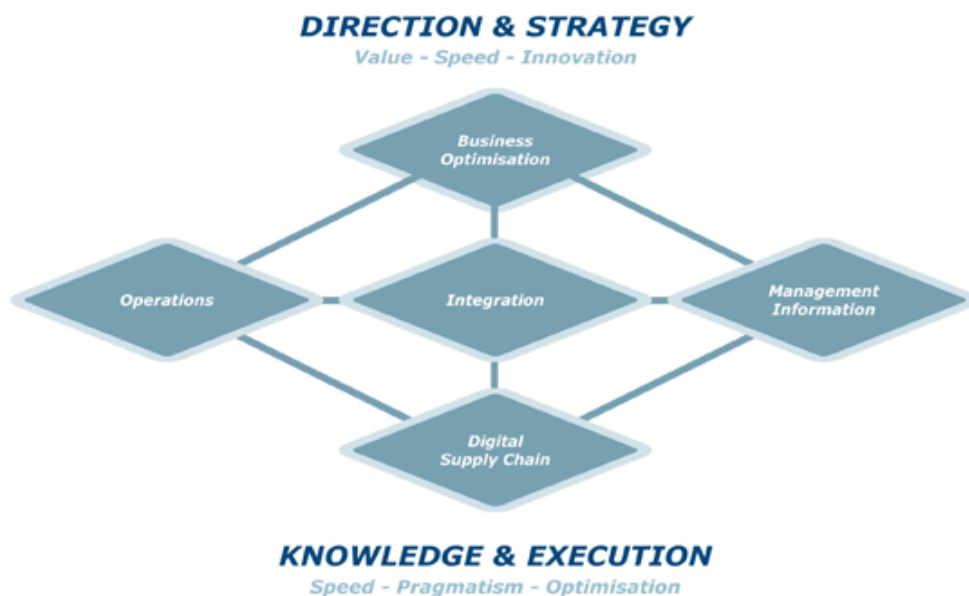 DIRECTION & STRATEGY
Value - Speed - Innovation
Business
Optimisation
Operations
Integration
Management
Information
Digital
Supply Chain
KNOWLEDGE & EXECUTION
Speed - Pragmatism - Optimisation